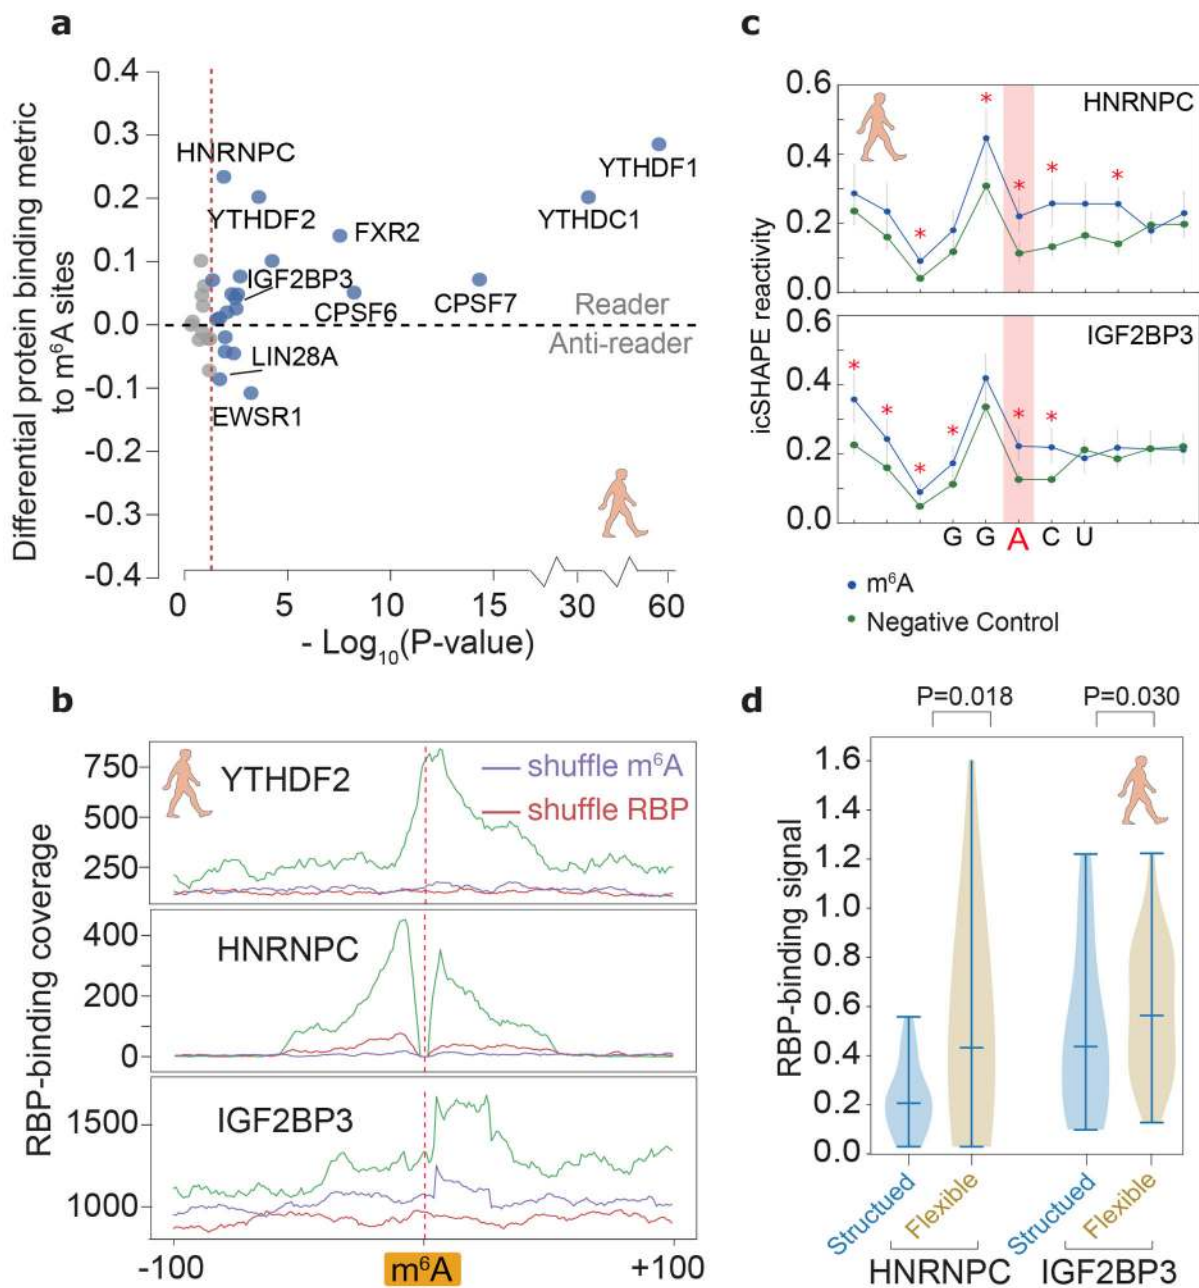 a
Differential protein binding metric
to m⁶A sites
0.4
0.3
0.2
0.1
0.0
-0.1
-0.2
-0.3
-0.4
HNRNPC
YTHDF2
FXR2
IGF2BP3
CPSF6
CPSF7
YTHDC1
YTHDF1
Reader
Anti-reader
LIN28A
EWSR1
0 5 10 15 30 60
- Log₁₀(P-value)
c
icSHAPE reactivity
0.6
0.4
0.2
0.0
HNRNPC
* * * * *
0.6
0.4
0.2
0.0
IGF2BP3
* * * * * *
G G A C U
m⁶A
Negative Control
b
RBP-binding coverage
YTHDF2
shuffle m⁶A
shuffle RBP
750
500
250
HNRNPC
400
200
0
IGF2BP3
1500
1000
-100 m⁶A +100
d
P=0.018 P=0.030
RBP-binding signal
1.6
1.4
1.2
1.0
0.8
0.6
0.4
0.2
0.0
Structued Flexible Structued Flexible
HNRNPC IGF2BP3